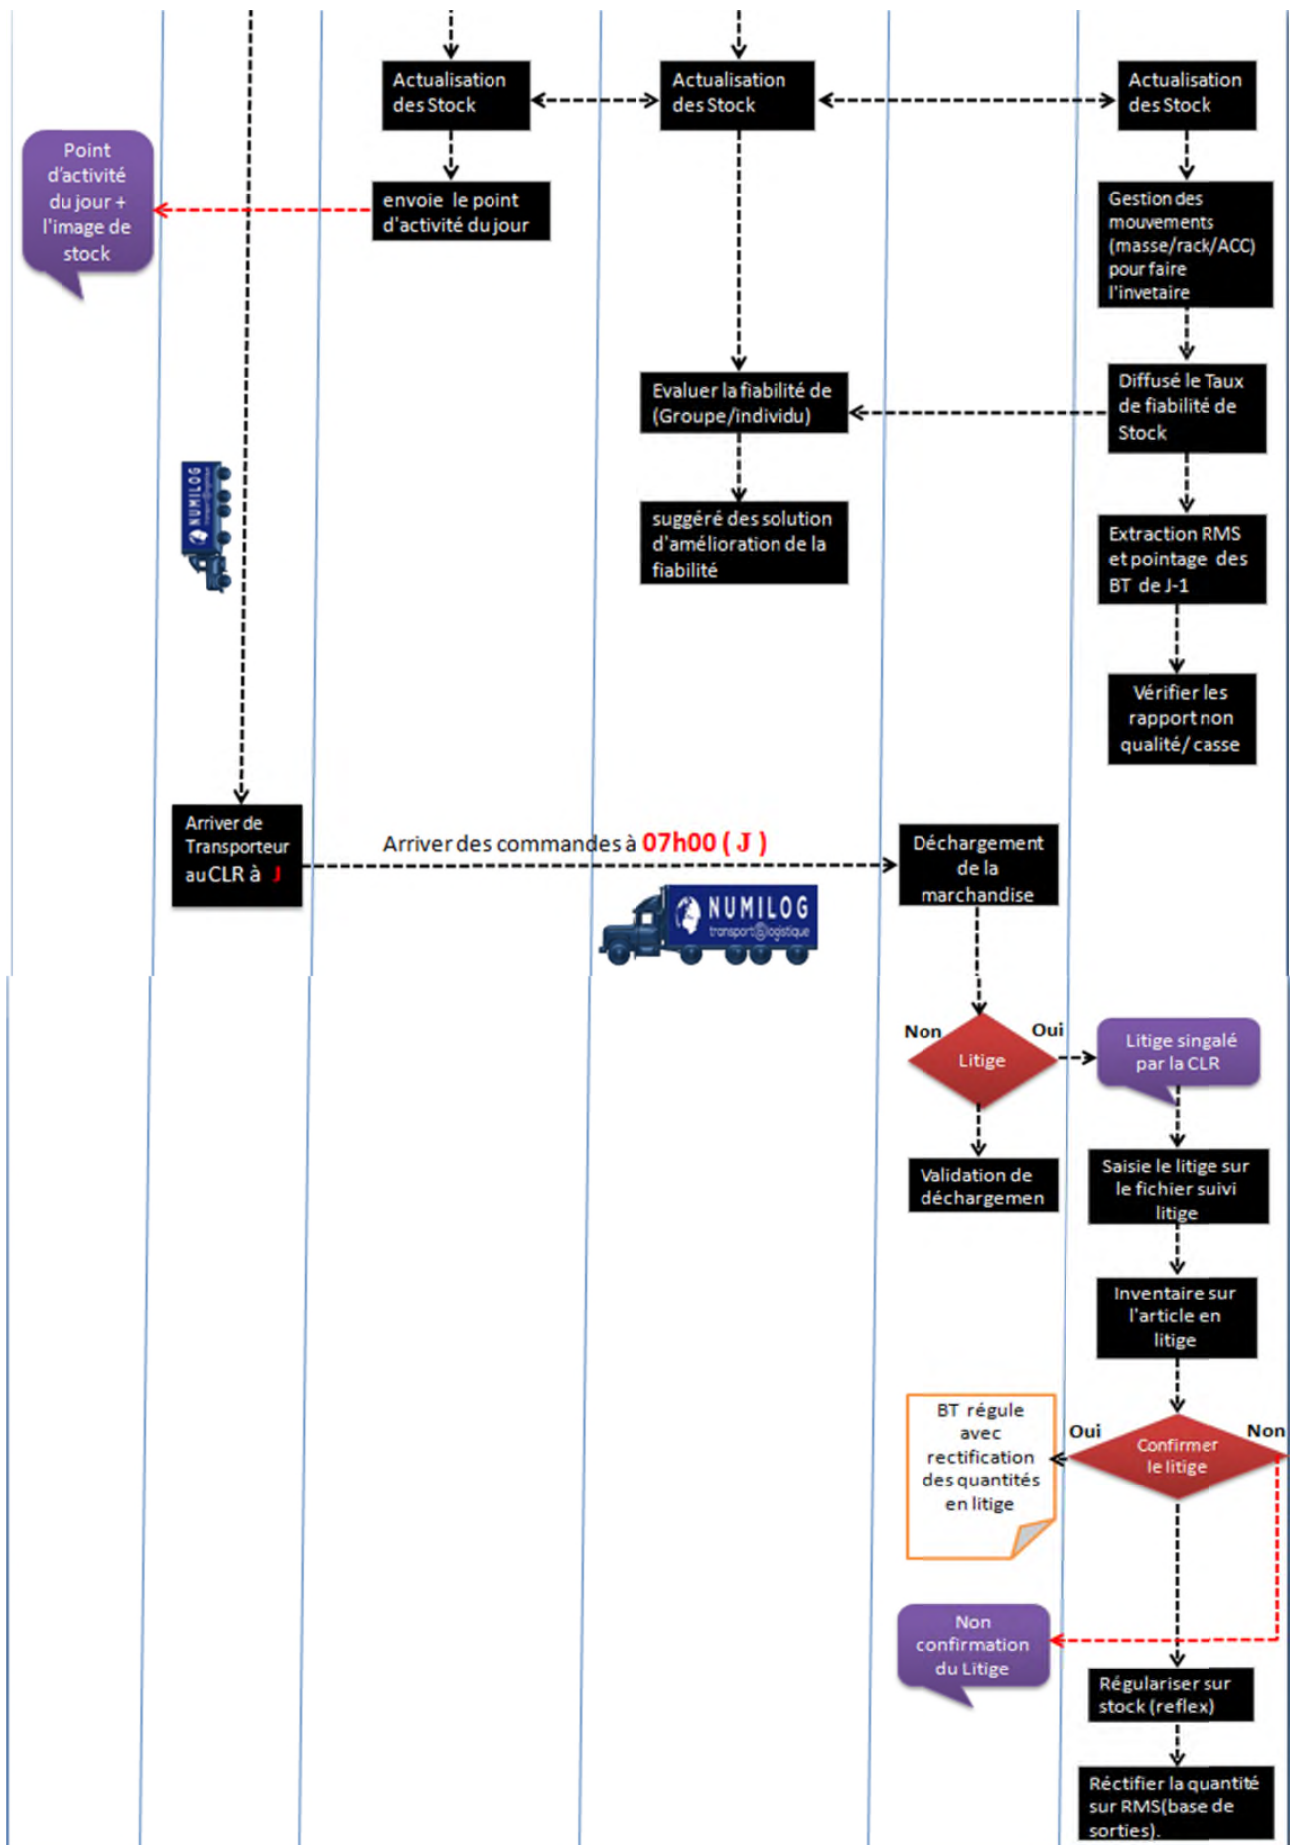 Actualisation
des Stock
Actualisation
des Stock
Actualisation
des Stock
Point
d'activité
du jour +
l'image de
stock
envoie le point
d'activité du jour
Gestion des
mouvements
(masse/rack/ACC)
pour faire
l'invetaire
Evaluer la fiabilité de
(Groupe/individu)
Diffusé le Taux
de fiabilité de
Stock
NUMILOG
transport&logistique
suggéré des solution
d'amélioration de la
fiabilité
Extraction RMS
et pointage des
BT de J-1
Vérifier les
rapport non
qualité/ casse
Arriver de
Transporteur
au CLR à J
Arriver des commandes à 07h00 ( J )
Déchargement
de la
marchandise
NUMILOG
transport&logistique
Non
Oui
Litige
Litige singalé
par la CLR
Validation de
déchargemen
Saisie le litige sur
le fichier suivi
litige
Inventaire sur
l'article en
litige
BT régule
avec
rectification
des quantités
en litige
Oui
Non
Confirmer
le litige
Non
confirmation
du Litige
Régulariser sur
stock (reflex)
Réctifier la quantité
sur RMS(base de
sorties).